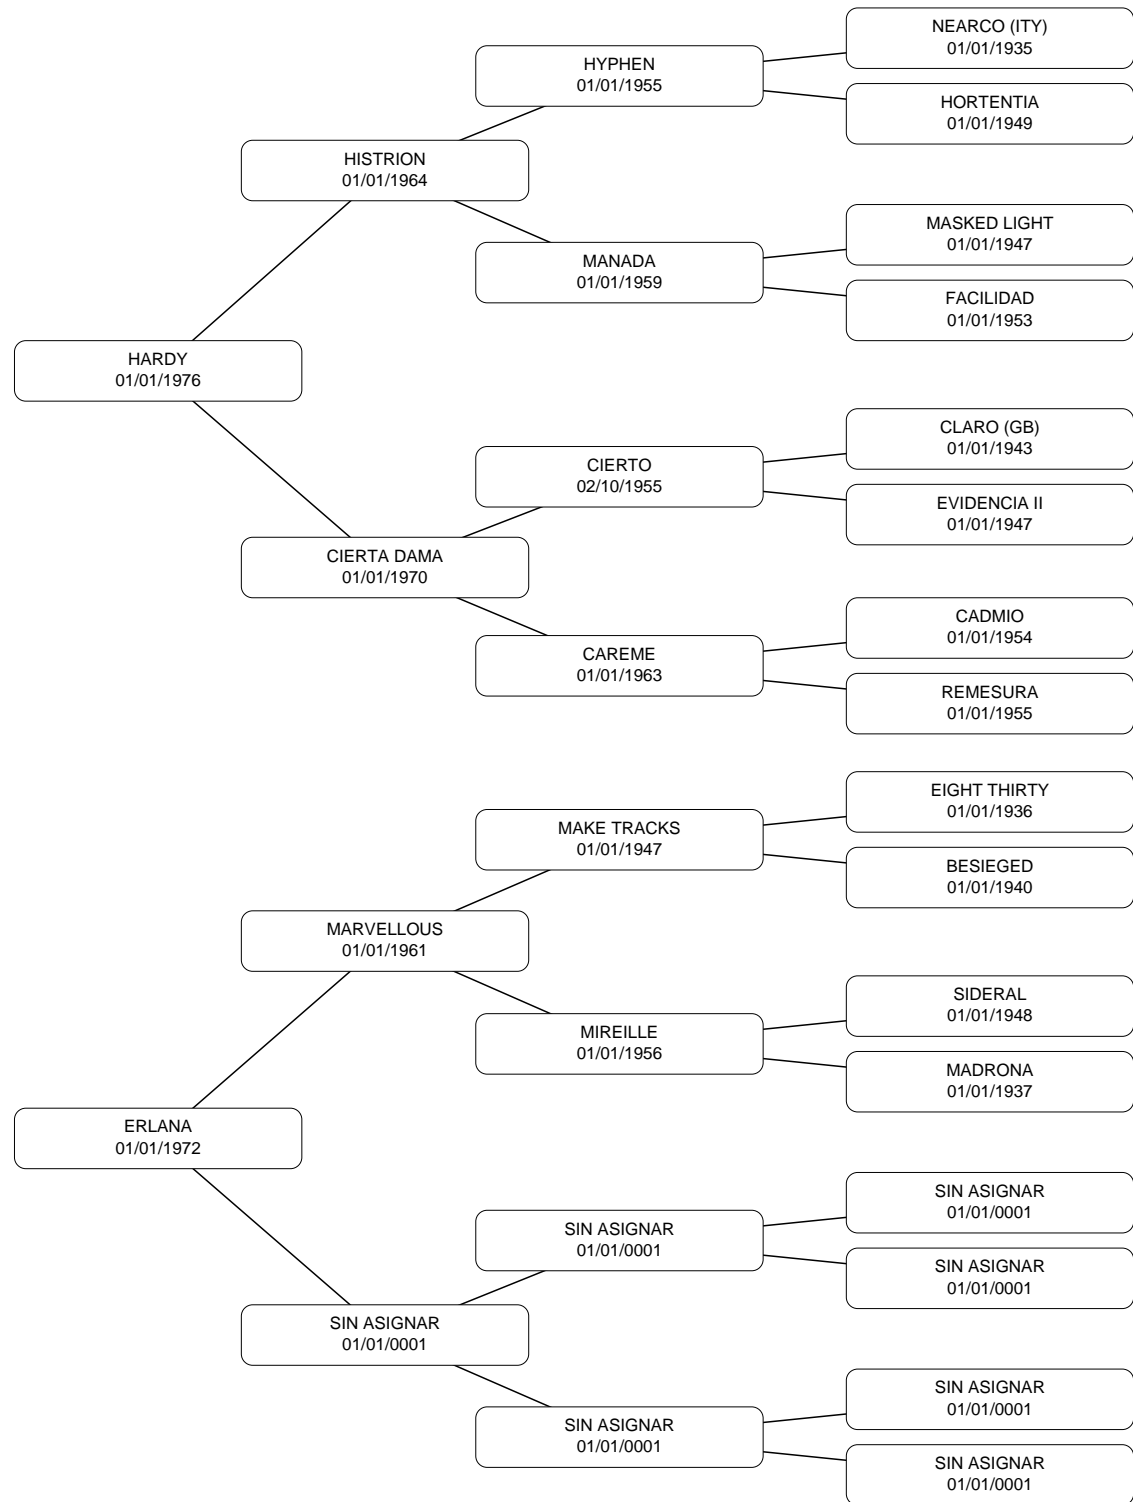 NEARCO (ITY)
01/01/1935
HYPHEN
01/01/1955
HORTENTIA
01/01/1949
HISTRION
01/01/1964
MASKED LIGHT
01/01/1947
MANADA
01/01/1959
FACILIDAD
01/01/1953
HARDY
01/01/1976
CLARO (GB)
01/01/1943
CIERTO
02/10/1955
EVIDENCIA II
01/01/1947
CIERTA DAMA
01/01/1970
CADMIO
01/01/1954
CAREME
01/01/1963
REMESURA
01/01/1955
EIGHT THIRTY
01/01/1936
MAKE TRACKS
01/01/1947
BESIEGED
01/01/1940
MARVELLOUS
01/01/1961
SIDERAL
01/01/1948
MIREILLE
01/01/1956
MADRONA
01/01/1937
ERLANA
01/01/1972
SIN ASIGNAR
01/01/0001
SIN ASIGNAR
01/01/0001
SIN ASIGNAR
01/01/0001
SIN ASIGNAR
01/01/0001
SIN ASIGNAR
01/01/0001
SIN ASIGNAR
01/01/0001
SIN ASIGNAR
01/01/0001